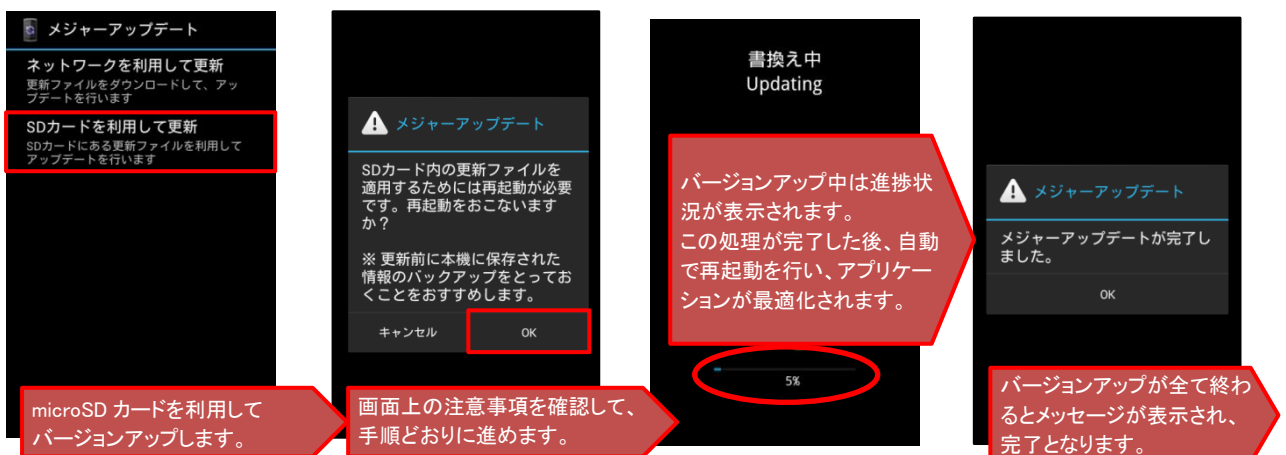 メジャーアップデート
ネットワークを利用して更新
更新ファイルをダウンロードして、アッ
プデートを行います
SDカードを利用して更新
SDカードにある更新ファイルを利用して
アップデートを行います
microSD カードを利用して
バージョンアップします。
メジャーアップデート
SDカード内の更新ファイルを
適用するためには再起動が必要
です。再起動をおこないます
か？
※ 更新前に本機に保存された
情報のバックアップをとってお
くことをおすすめします。
キャンセル
OK
画面上の注意事項を確認して、
手順どおりに進めます。
書換え中
Updating
バージョンアップ中は進捗状
況が表示されます。
この処理が完了した後、自動
で再起動を行い、アプリケー
ションが最適化されます。
5%
メジャーアップデート
メジャーアップデートが完了し
ました。
OK
バージョンアップが全て終わ
るとメッセージが表示され、
完了となります。